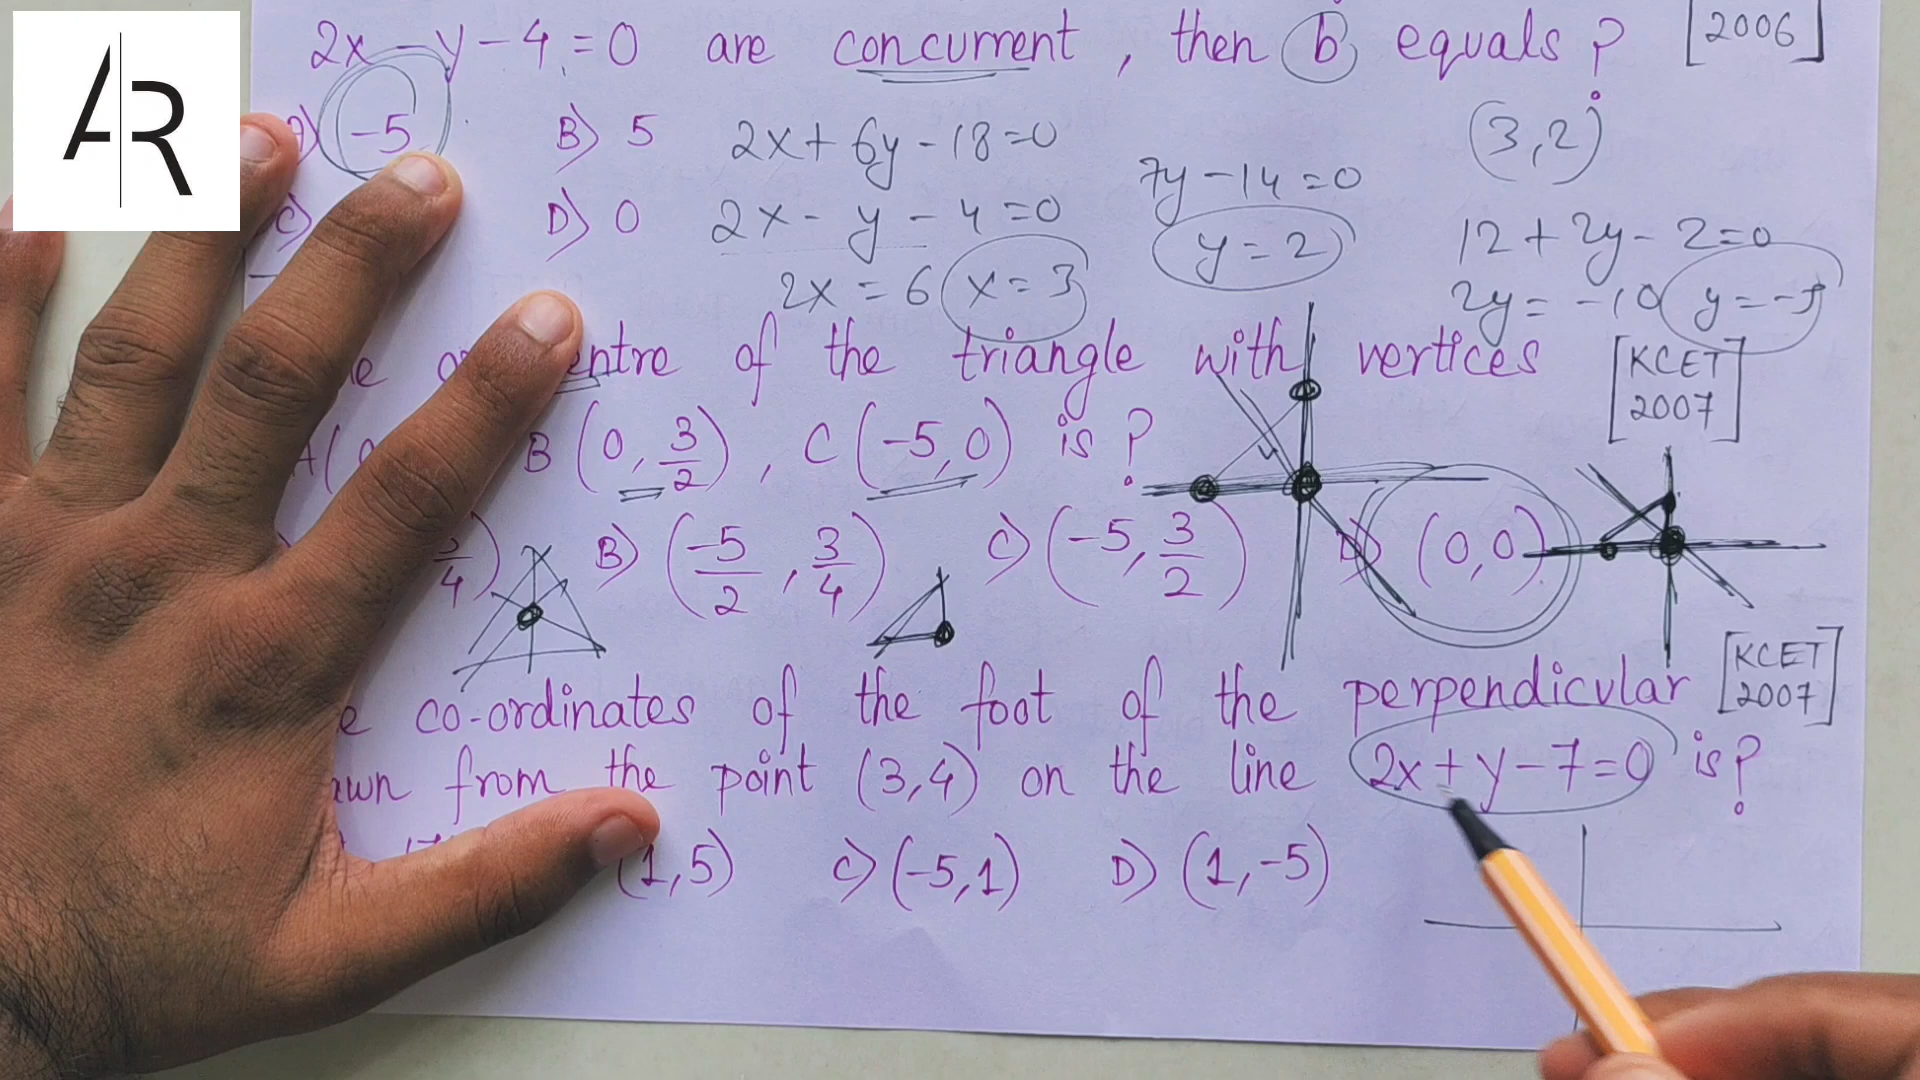 AR
2x - y - 4 = 0 are concurrent, then b equals? [2006]
A) -5 B) 5 2x + 6y - 18 = 0 (3, 2)
7y - 14 = 0
C) D) 0 2x - y - 4 = 0 12 + 2y - 2 = 0
y = 2
2x = 6 x = 3 2y = -10 y = -5
entre of the triangle with vertices [KCET 2007]
B (0, 3/2), C (-5, 0) is?
B) (-5/2, 3/4) C) (-5, 3/2) D) (0, 0)
co-ordinates of the foot of the perpendicular [KCET 2007]
from the point (3, 4) on the line 2x + y - 7 = 0 is?
(1, 5) C) (-5, 1) D) (1, -5)